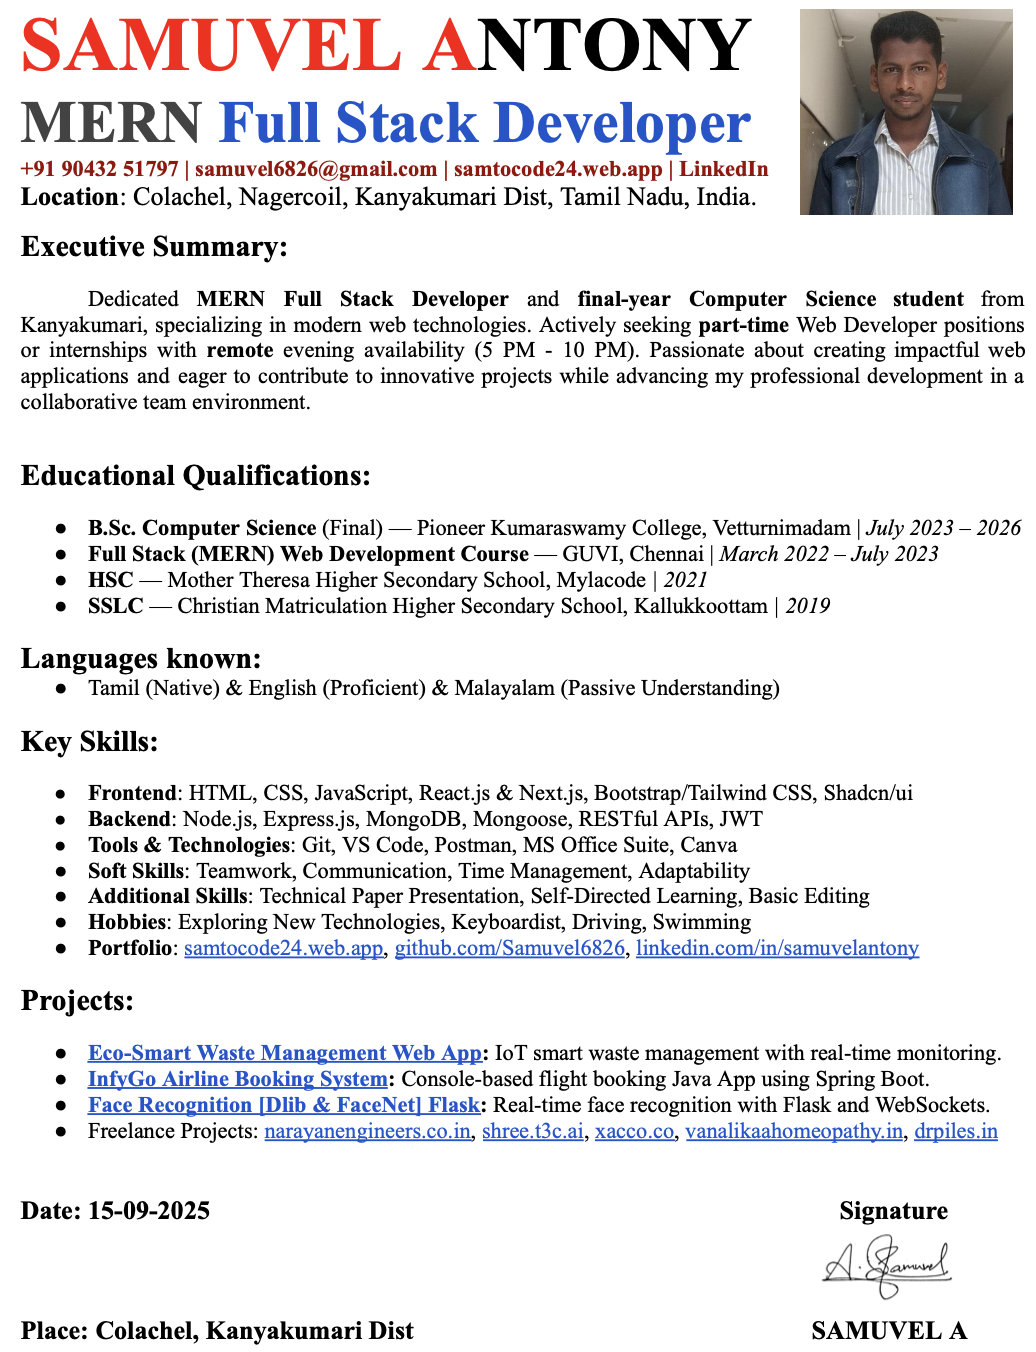 SAMUVEL ANTONY
MERN Full Stack Developer
+91 90432 51797 | samuvel6826@gmail.com | samtocode24.web.app | LinkedIn
Location: Colachel, Nagercoil, Kanyakumari Dist, Tamil Nadu, India.
Executive Summary:
Dedicated MERN Full Stack Developer and final-year Computer Science student from
Kanyakumari, specializing in modern web technologies. Actively seeking part-time Web Developer positions
or internships with remote evening availability (5 PM - 10 PM). Passionate about creating impactful web
applications and eager to contribute to innovative projects while advancing my professional development in a
collaborative team environment.
Educational Qualifications:
● B.Sc. Computer Science (Final) — Pioneer Kumaraswamy College, Vetturnimadam | July 2023 – 2026
● Full Stack (MERN) Web Development Course — GUVI, Chennai | March 2022 – July 2023
● HSC — Mother Theresa Higher Secondary School, Mylacode | 2021
● SSLC — Christian Matriculation Higher Secondary School, Kallukkoottam | 2019
Languages known:
● Tamil (Native) & English (Proficient) & Malayalam (Passive Understanding)
Key Skills:
● Frontend: HTML, CSS, JavaScript, React.js & Next.js, Bootstrap/Tailwind CSS, Shadcn/ui
● Backend: Node.js, Express.js, MongoDB, Mongoose, RESTful APIs, JWT
● Tools & Technologies: Git, VS Code, Postman, MS Office Suite, Canva
● Soft Skills: Teamwork, Communication, Time Management, Adaptability
● Additional Skills: Technical Paper Presentation, Self-Directed Learning, Basic Editing
● Hobbies: Exploring New Technologies, Keyboardist, Driving, Swimming
● Portfolio: samtocode24.web.app, github.com/Samuvel6826, linkedin.com/in/samuvelantony
Projects:
● Eco-Smart Waste Management Web App: IoT smart waste management with real-time monitoring.
● InfyGo Airline Booking System: Console-based flight booking Java App using Spring Boot.
● Face Recognition [Dlib & FaceNet] Flask: Real-time face recognition with Flask and WebSockets.
● Freelance Projects: narayanengineers.co.in, shree.t3c.ai, xacco.co, vanalikaahomeopathy.in, drpiles.in
Date: 15-09-2025 Signature
A. Samuvel
Place: Colachel, Kanyakumari Dist SAMUVEL A